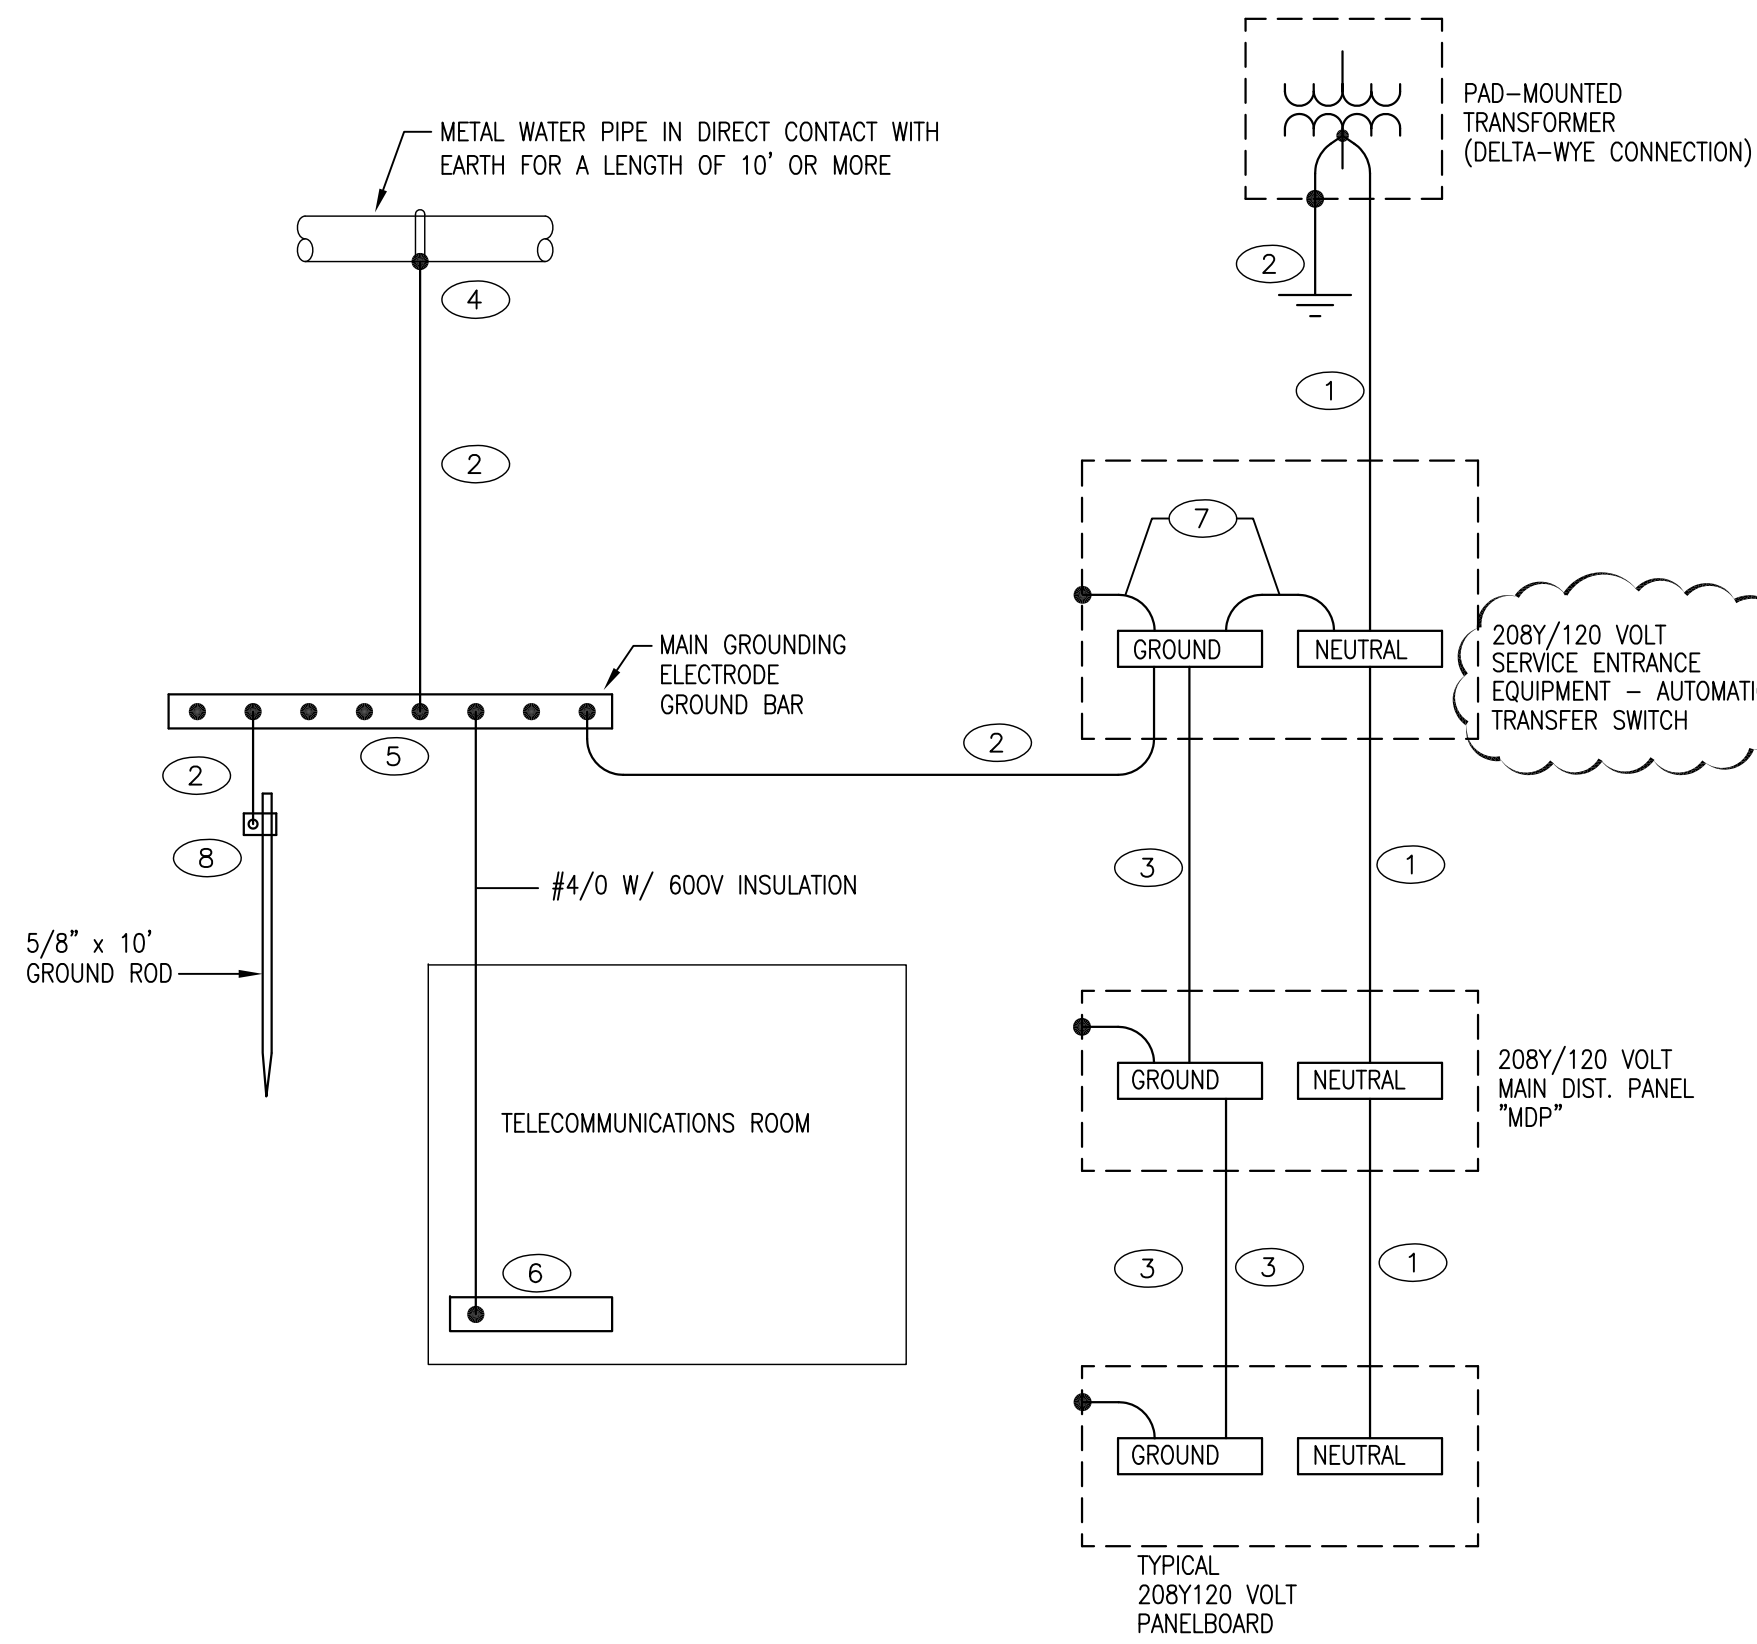 PAD-MOUNTED
TRANSFORMER
(DELTA-WYE CONNECTION)
METAL WATER PIPE IN DIRECT CONTACT WITH
EARTH FOR A LENGTH OF 10' OR MORE
2
4
1
2
7
GROUND
NEUTRAL
208Y/120 VOLT
SERVICE ENTRANCE
EQUIPMENT - AUTOMATI
TRANSFER SWITCH
MAIN GROUNDING
ELECTRODE
GROUND BAR
2
5
2
8
3
1
#4/0 W/ 600V INSULATION
5/8" x 10'
GROUND ROD
TELECOMMUNICATIONS ROOM
6
GROUND
NEUTRAL
208Y/120 VOLT
MAIN DIST. PANEL
"MDP"
3
3
1
GROUND
NEUTRAL
TYPICAL
208Y120 VOLT
PANELBOARD